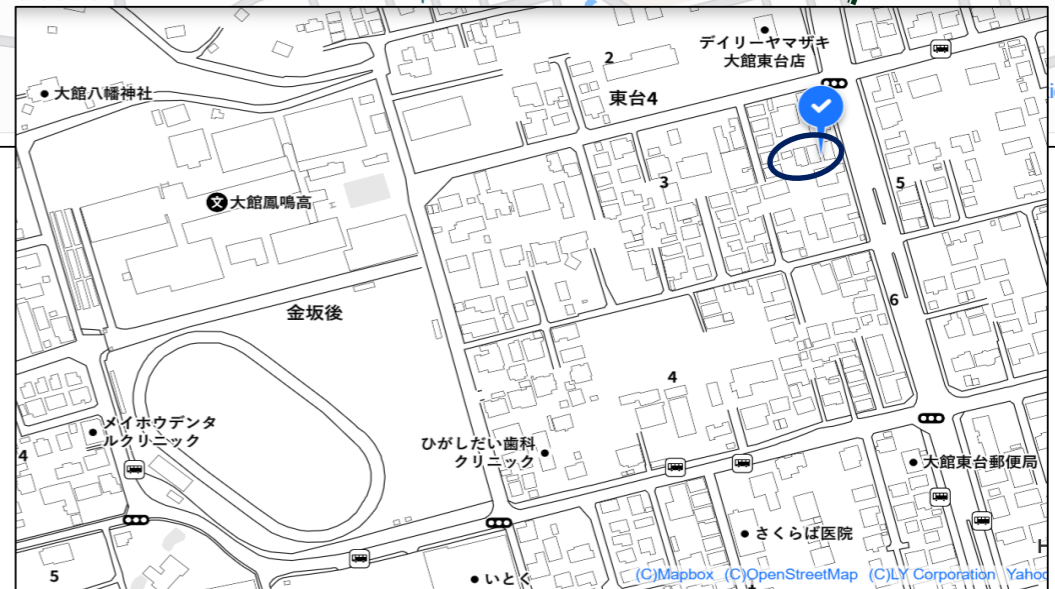 デイリーヤマザキ
大館東台店
2
東台4
大館八幡神社
3
5
文
大館鳳鳴高
金坂後
6
4
メイホウデンタ
ルクリニック
4
ひがしだい歯科
クリニック
大館東台郵便局
さくらば医院
5
いとく
H
(C)Mapbox (C)OpenStreetMap (C)LY Corporation Yahoo